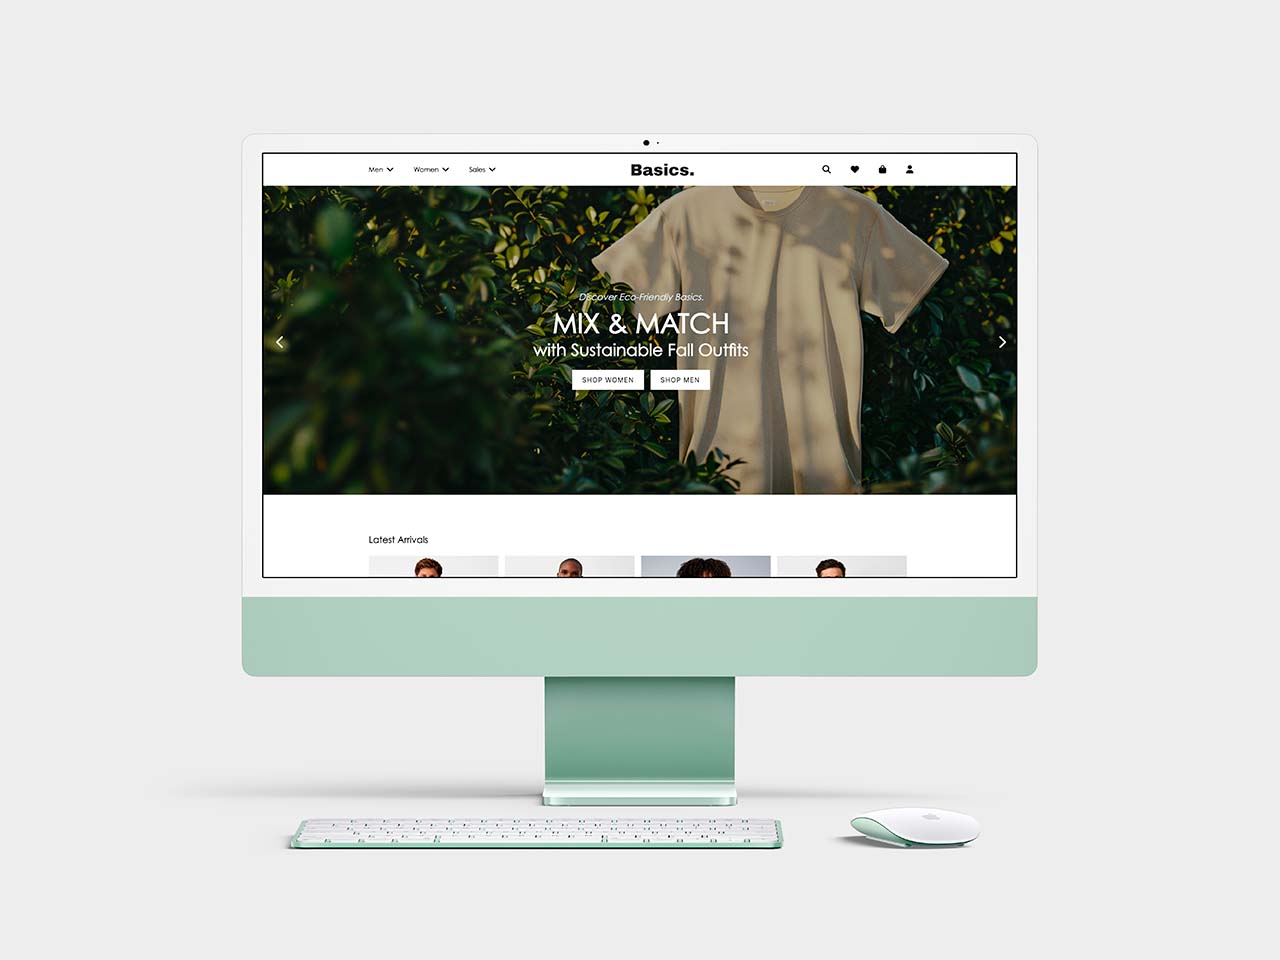 Men Women Sales Basics.
Discover Eco-Friendly Basics.
MIX & MATCH
with Sustainable Fall Outfits
SHOP WOMEN SHOP MEN
Latest Arrivals